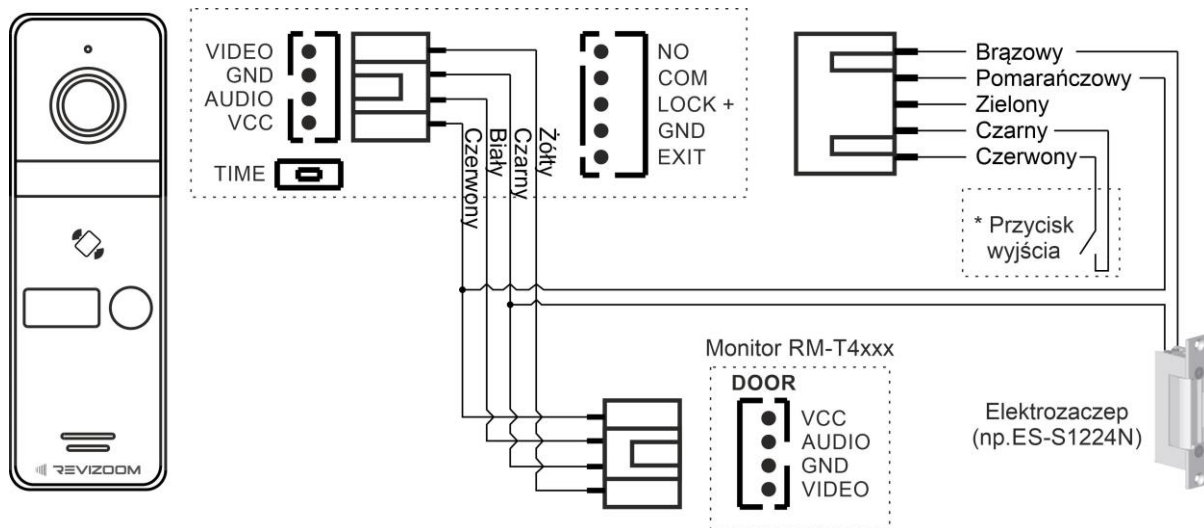 VIDEO
GND
AUDIO
VCC
TIME
Czerwony
Biały
Czarny
Żółty
NO
COM
LOCK +
GND
EXIT
Brązowy
Pomarańczowy
Zielony
Czarny
Czerwony
* Przycisk
wyjścia
Monitor RM-T4xxx
DOOR
VCC
AUDIO
GND
VIDEO
Elektrozaczep
(np.ES-S1224N)
REVIZOOM